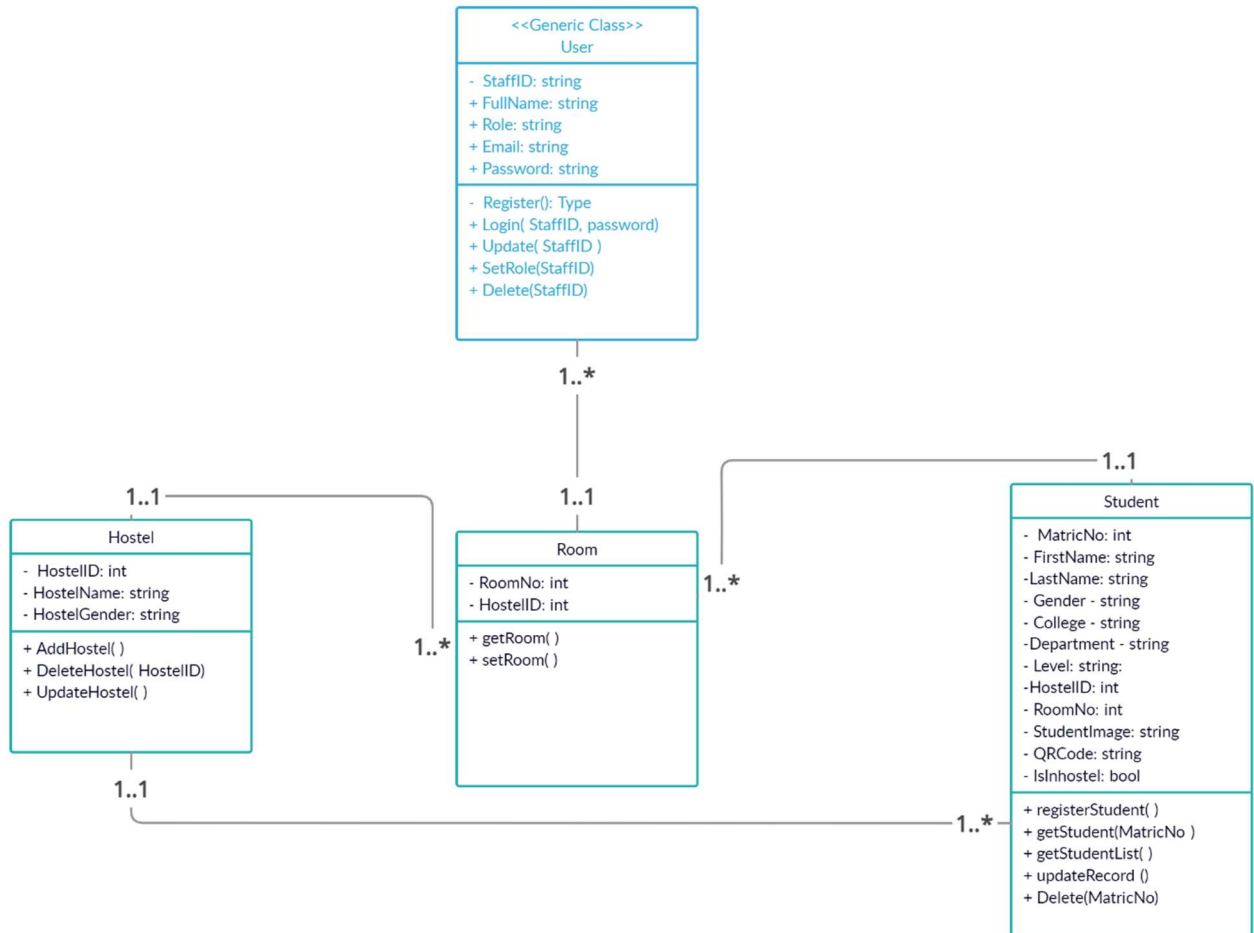 <<Generic Class>>
User
- StaffID: string
+ FullName: string
+ Role: string
+ Email: string
+ Password: string
- Register(): Type
+ Login( StaffID, password)
+ Update( StaffID )
+ SetRole(StaffID)
+ Delete(StaffID)
1..*
1..1
1..1
1..*
1..1
1..*
Hostel
- HostelID: int
- HostelName: string
- HostelGender: string
+ AddHostel( )
+ DeleteHostel( HostelID)
+ UpdateHostel( )
Room
- RoomNo: int
- HostelID: int
+ getRoom( )
+ setRoom( )
Student
- MatricNo: int
- FirstName: string
-LastName: string
- Gender - string
- College - string
-Department - string
- Level: string:
-HostelID: int
- RoomNo: int
- StudentImage: string
- QRCode: string
- IsInhostel: bool
+ registerStudent( )
+ getStudent(MatricNo )
+ getStudentList( )
+ updateRecord ()
+ Delete(MatricNo)
1..1
1..*